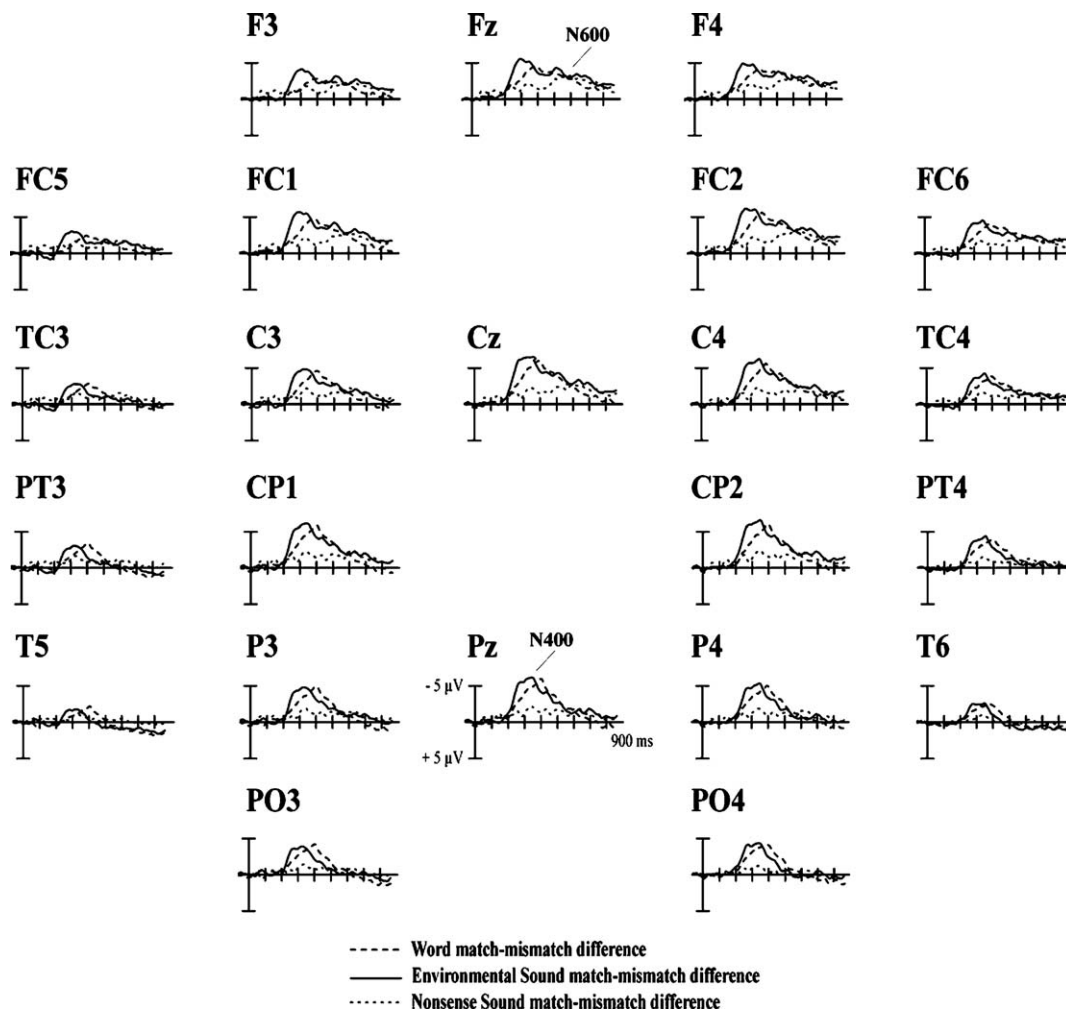 F3 Fz N600 F4
FC5 FC1 FC2 FC6
TC3 C3 Cz C4 TC4
PT3 CP1 CP2 PT4
T5 P3 Pz N400 P4 T6
- 5 µV
900 ms
+ 5 µV
PO3 PO4
Word match-mismatch difference
Environmental Sound match-mismatch difference
Nonsense Sound match-mismatch difference